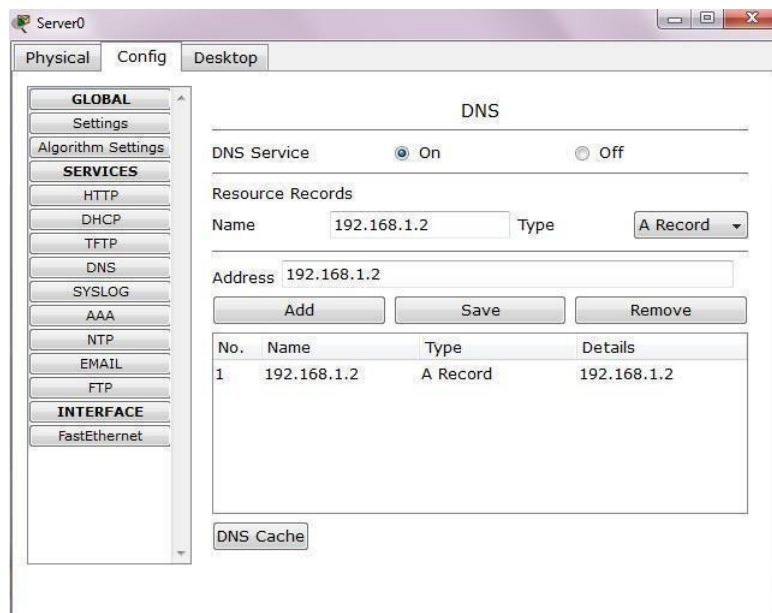 Server0
Physical Config Desktop
GLOBAL
Settings
Algorithm Settings
SERVICES
HTTP
DHCP
TFTP
DNS
SYSLOG
AAA
NTP
EMAIL
FTP
INTERFACE
FastEthernet
DNS
DNS Service On Off
Resource Records
Name 192.168.1.2 Type A Record
Address 192.168.1.2
Add Save Remove
No. Name Type Details
1 192.168.1.2 A Record 192.168.1.2
DNS Cache